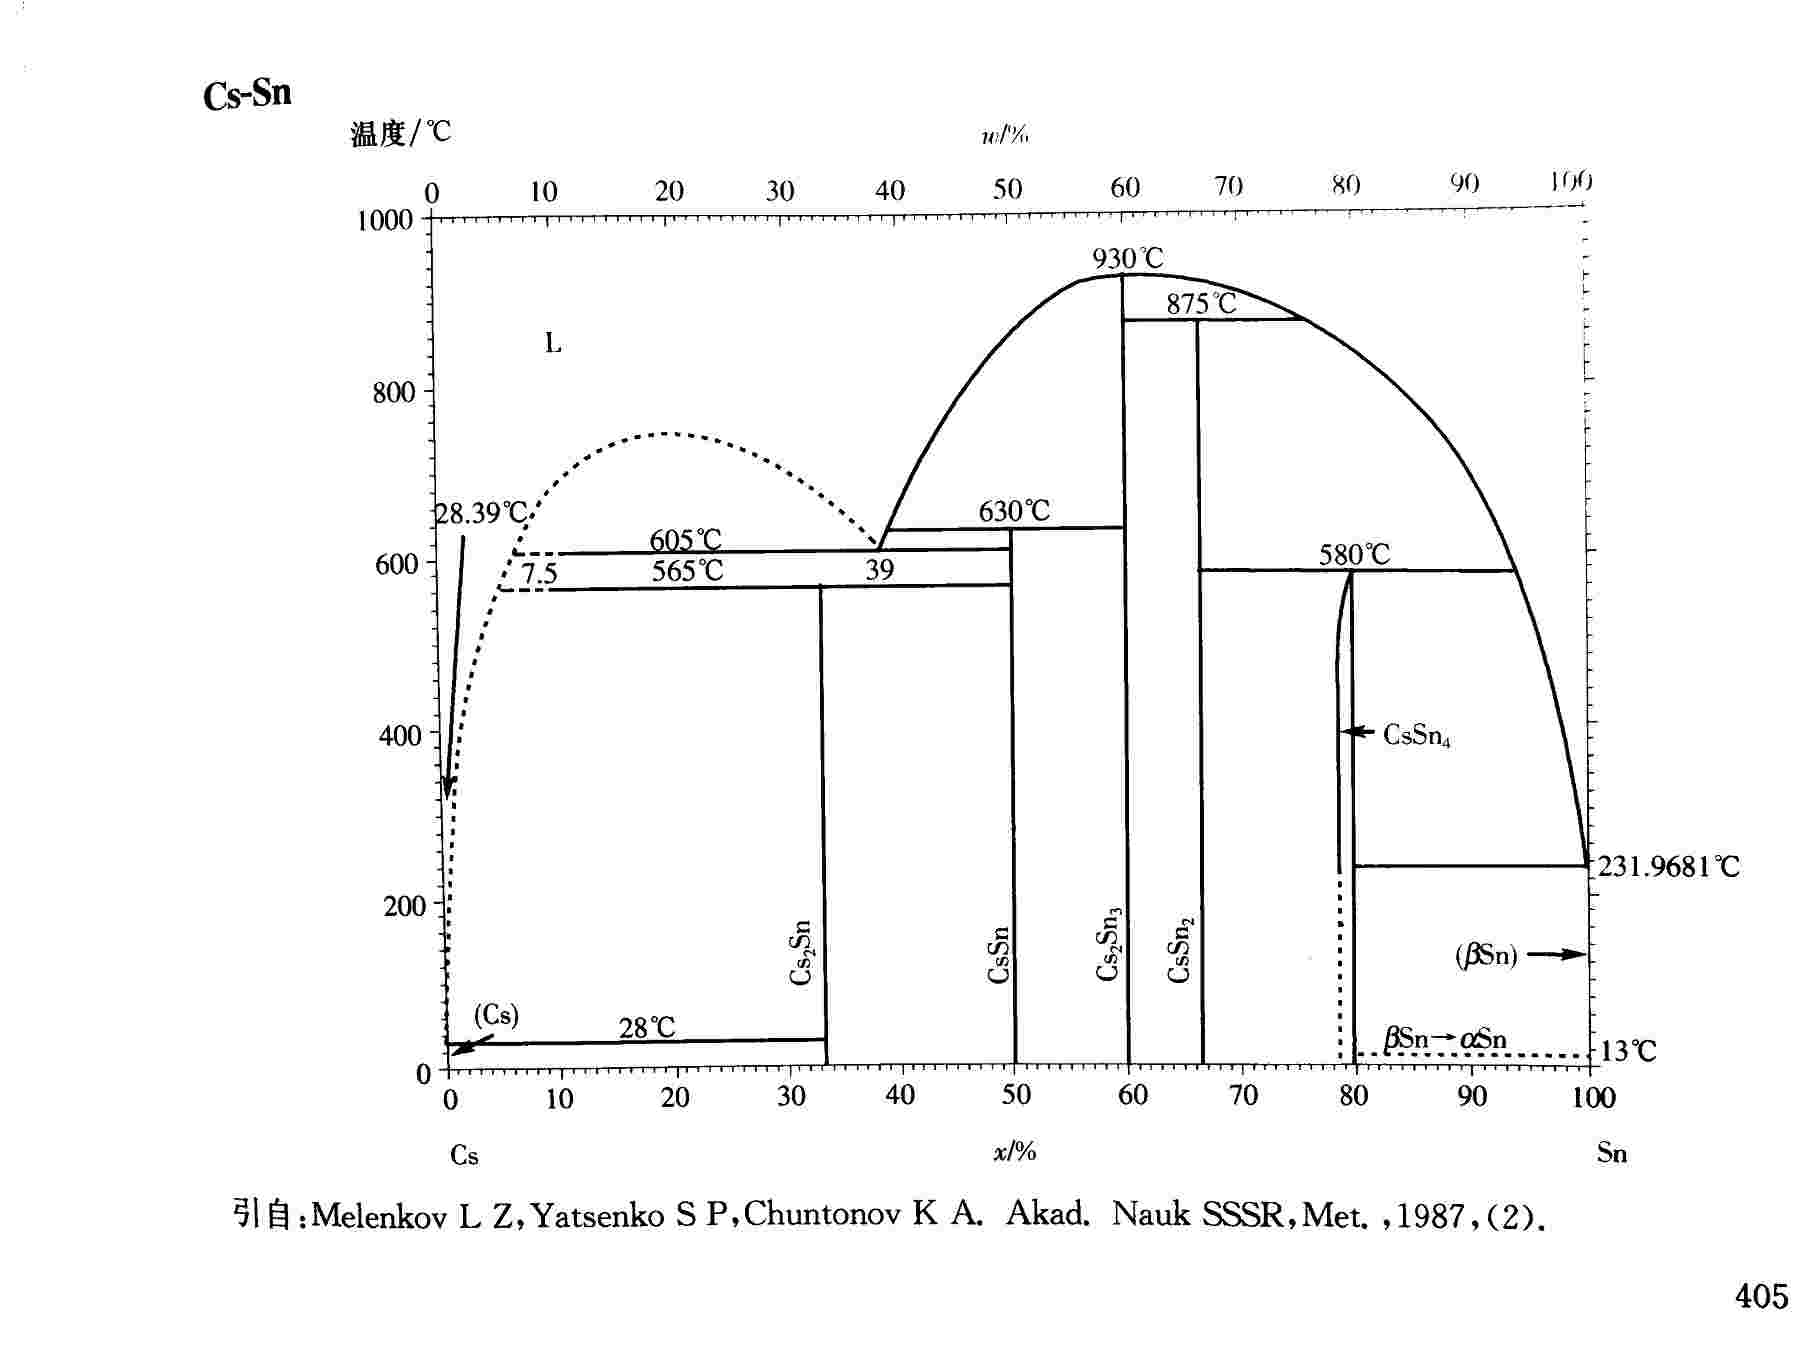 Cs-Sn
温度/℃
w/%
0 10 20 30 40 50 60 70 80 90 100
1000
930℃
875℃
L
800
28.39℃
630℃
605℃
580℃
600
7.5 565℃ 39
400
CsSn₄
231.9681℃
200
Cs₂Sn
CsSn
Cs₂Sn₃
CsSn₂
(βSn)
(Cs)
28℃
βSn→αSn
13℃
0
0 10 20 30 40 50 60 70 80 90 100
Cs x/% Sn
引自:Melenkov L Z,Yatsenko S P,Chuntonov K A. Akad. Nauk SSSR,Met.,1987,(2).
405